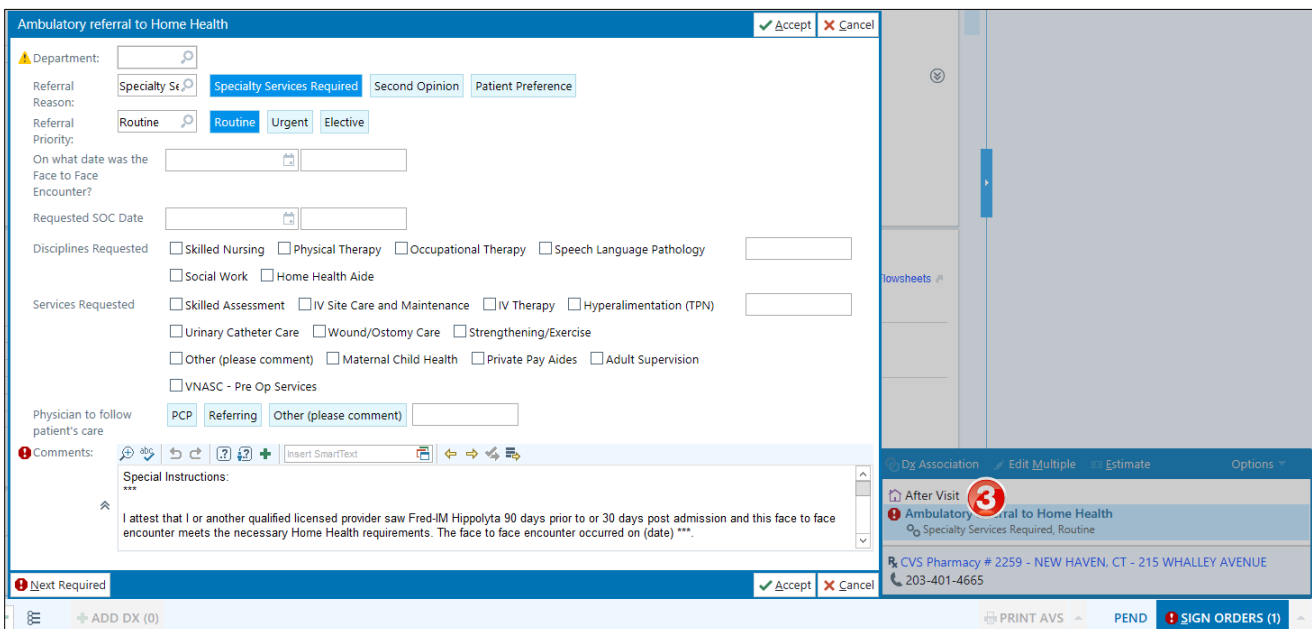 Ambulatory referral to Home Health
Accept Cancel
Department:
Referral Reason: Specialty Se Specialty Services Required Second Opinion Patient Preference
Referral Priority: Routine Routine Urgent Elective
On what date was the
Face to Face
Encounter?
Requested SOC Date
Disciplines Requested Skilled Nursing Physical Therapy Occupational Therapy Speech Language Pathology
Social Work Home Health Aide
Services Requested Skilled Assessment IV Site Care and Maintenance IV Therapy Hyperalimentation (TPN)
Urinary Catheter Care Wound/Ostomy Care Strengthening/Exercise
Other (please comment) Maternal Child Health Private Pay Aides Adult Supervision
VNASC - Pre Op Services
Physician to follow
patient's care
PCP Referring Other (please comment)
Comments: abc Insert SmartText
Special Instructions:
***
I attest that I or another qualified licensed provider saw Fred-IM Hippolyta 90 days prior to or 30 days post admission and this face to face
encounter meets the necessary Home Health requirements. The face to face encounter occurred on (date) ***.
Next Required Accept Cancel
lowsheets
Dx Association Edit Multiple Estimate Options
After Visit
3
Ambulatory referral to Home Health
Specialty Services Required, Routine
Rx CVS Pharmacy # 2259 - NEW HAVEN, CT - 215 WHALLEY AVENUE
203-401-4665
ADD DX (0) PRINT AVS PEND SIGN ORDERS (1)